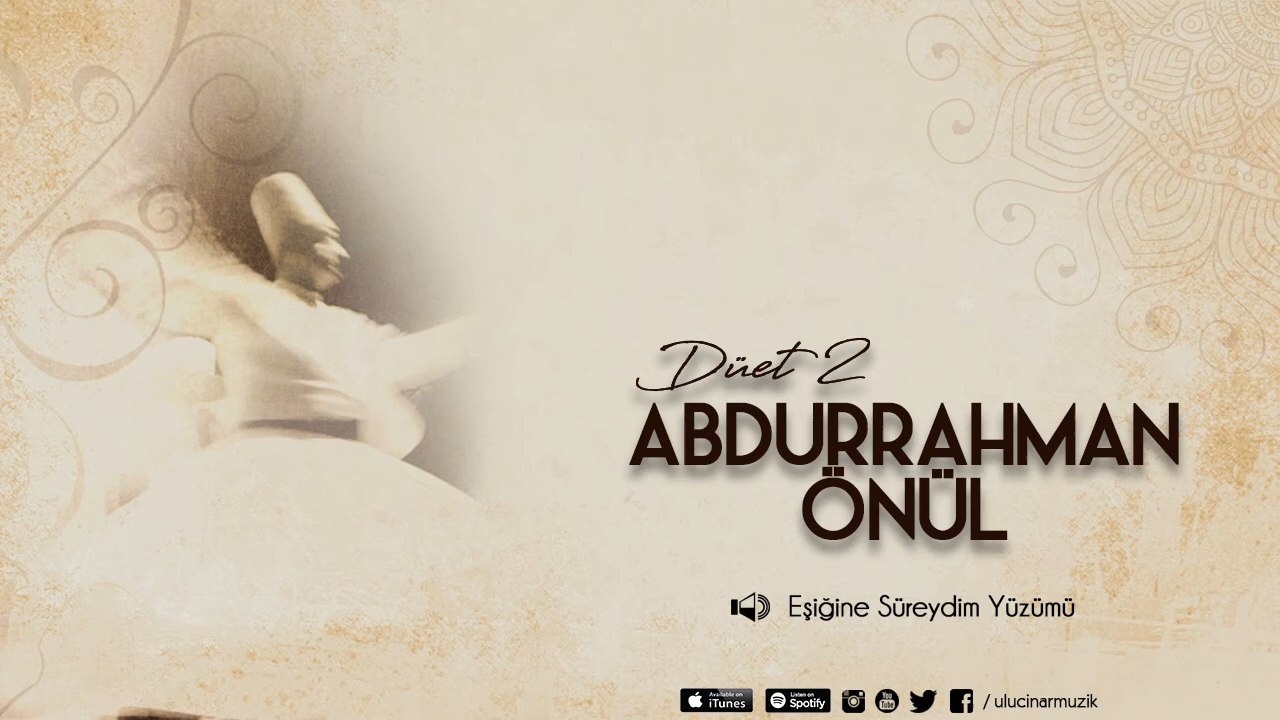 Düet 2
ABDURRAHMAN
ÖNÜL
Eşiğine Süreydim Yüzümü
Available on
iTunes
Listen on
Spotify
You
Tube
/ ulucinarmuzik